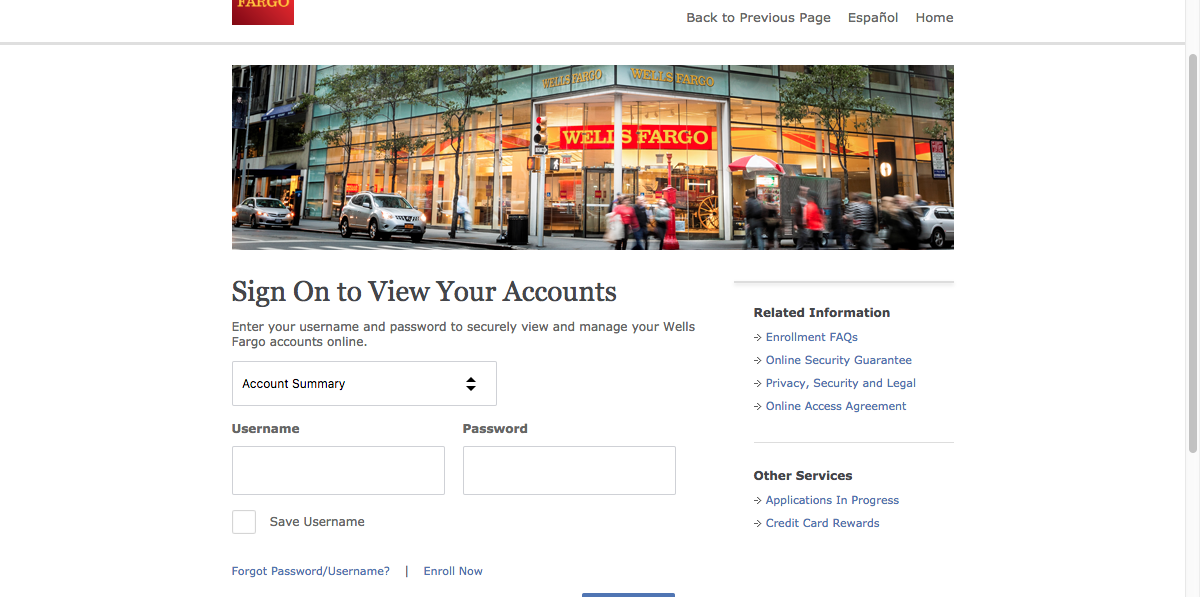 FARGO
Back to Previous Page Español Home
WELLS FARGO WELLS FARGO
WELLS FARGO
Sign On to View Your Accounts
Enter your username and password to securely view and manage your Wells
Fargo accounts online.
Account Summary
Username Password
Save Username
Forgot Password/Username? | Enroll Now
Related Information
Enrollment FAQs
Online Security Guarantee
Privacy, Security and Legal
Online Access Agreement
Other Services
Applications In Progress
Credit Card Rewards